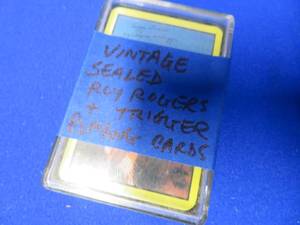 VINTAGE
SEALED
ROY ROGERS
+ TRIGGER
PLAYING CARDS